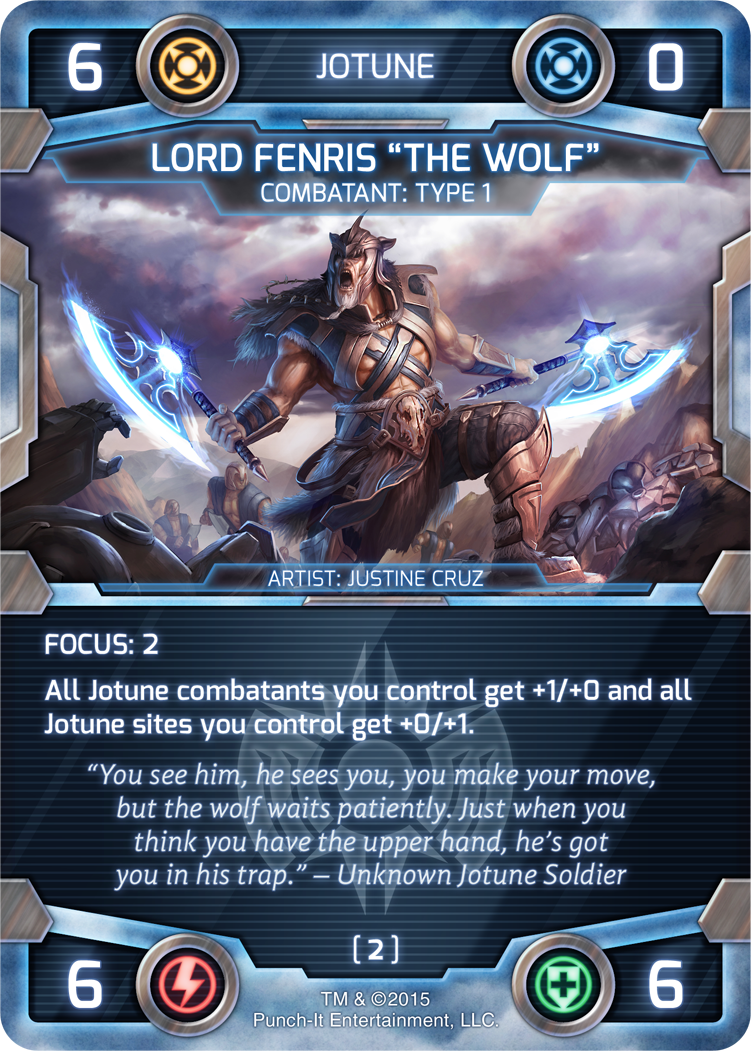 6 JOTUNE 0
LORD FENRIS “THE WOLF”
COMBATANT: TYPE 1
ARTIST: JUSTINE CRUZ
FOCUS: 2
All Jotune combatants you control get +1/+0 and all
Jotune sites you control get +0/+1.
“You see him, he sees you, you make your move,
but the wolf waits patiently. Just when you
think you have the upper hand, he’s got
you in his trap.” – Unknown Jotune Soldier
[2]
6 6
TM & ©2015
Punch-It Entertainment, LLC.